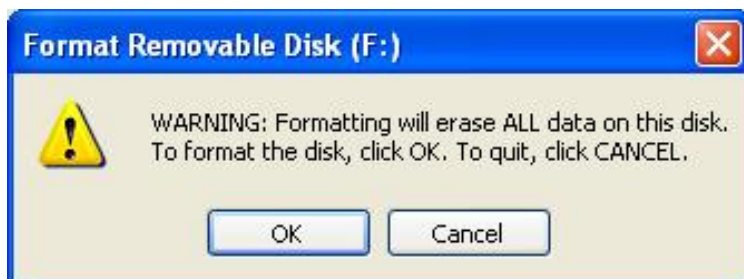 Format Removable Disk (F:)
WARNING: Formatting will erase ALL data on this disk.
To format the disk, click OK. To quit, click CANCEL.
OK
Cancel